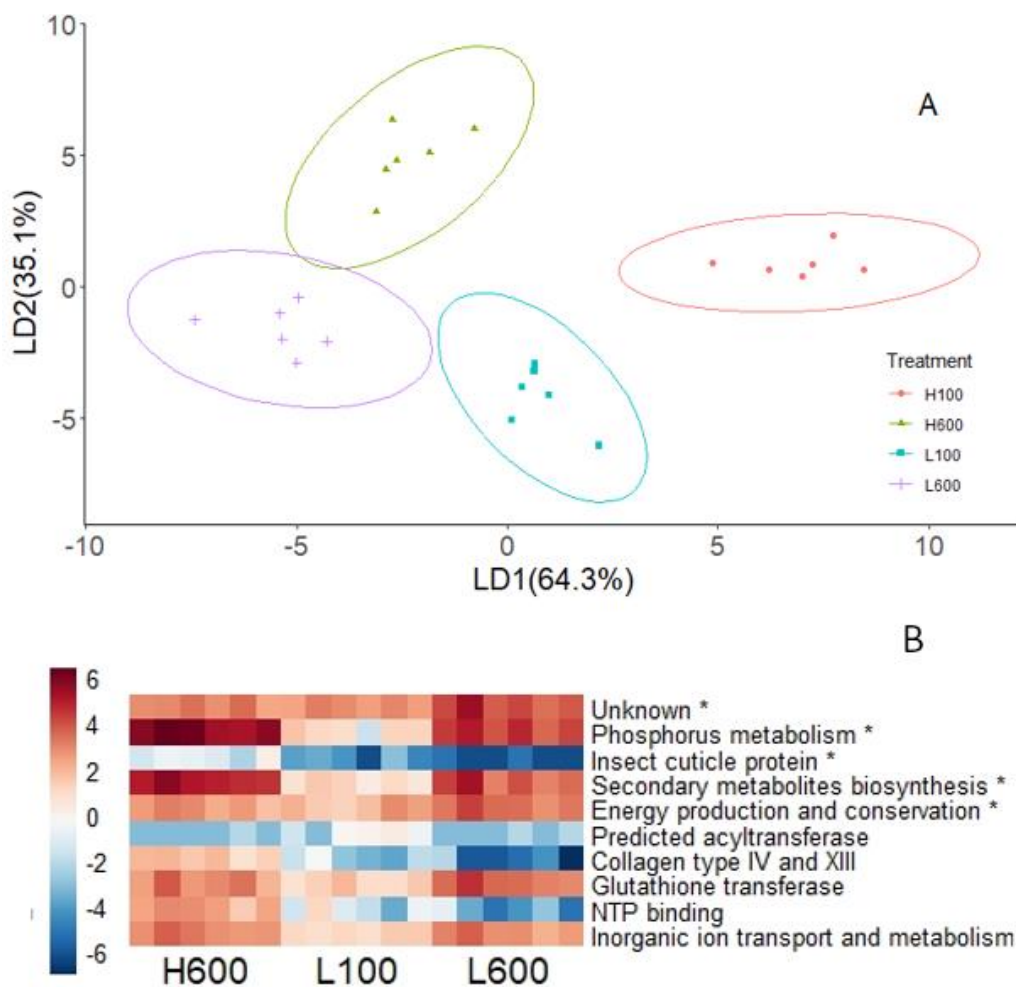 10
A
5
0
-5
LD2(35.1%)
Treatment
H100
H600
L100
L600
-10 -5 0 5 10
LD1(64.3%)
B
6
4
2
0
-2
-4
-6
Unknown *
Phosphorus metabolism *
Insect cuticle protein *
Secondary metabolites biosynthesis *
Energy production and conservation *
Predicted acyltransferase
Collagen type IV and XIII
Glutathione transferase
NTP binding
Inorganic ion transport and metabolism
H600 L100 L600